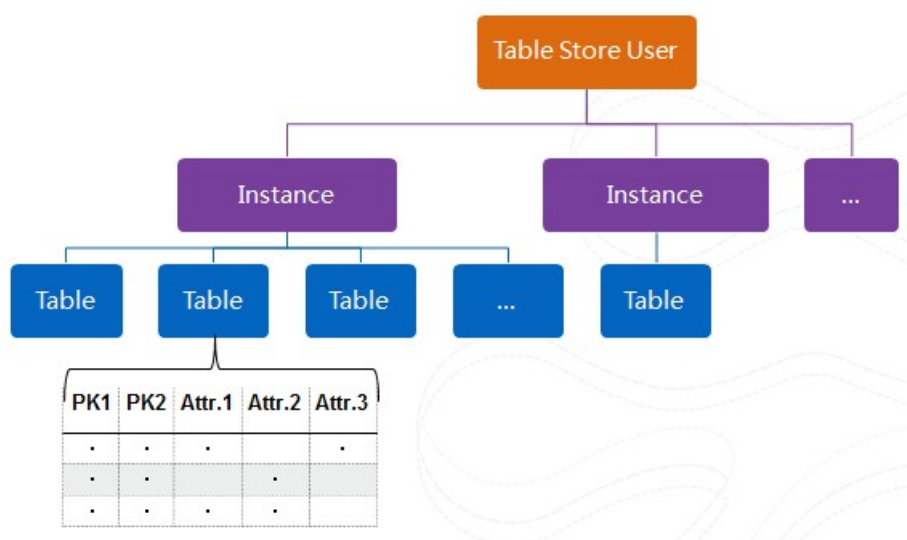 Table Store User
Instance Instance ...
Table Table Table ... Table
PK1 PK2 Attr.1 Attr.2 Attr.3
. . . .
. . .
. . . .